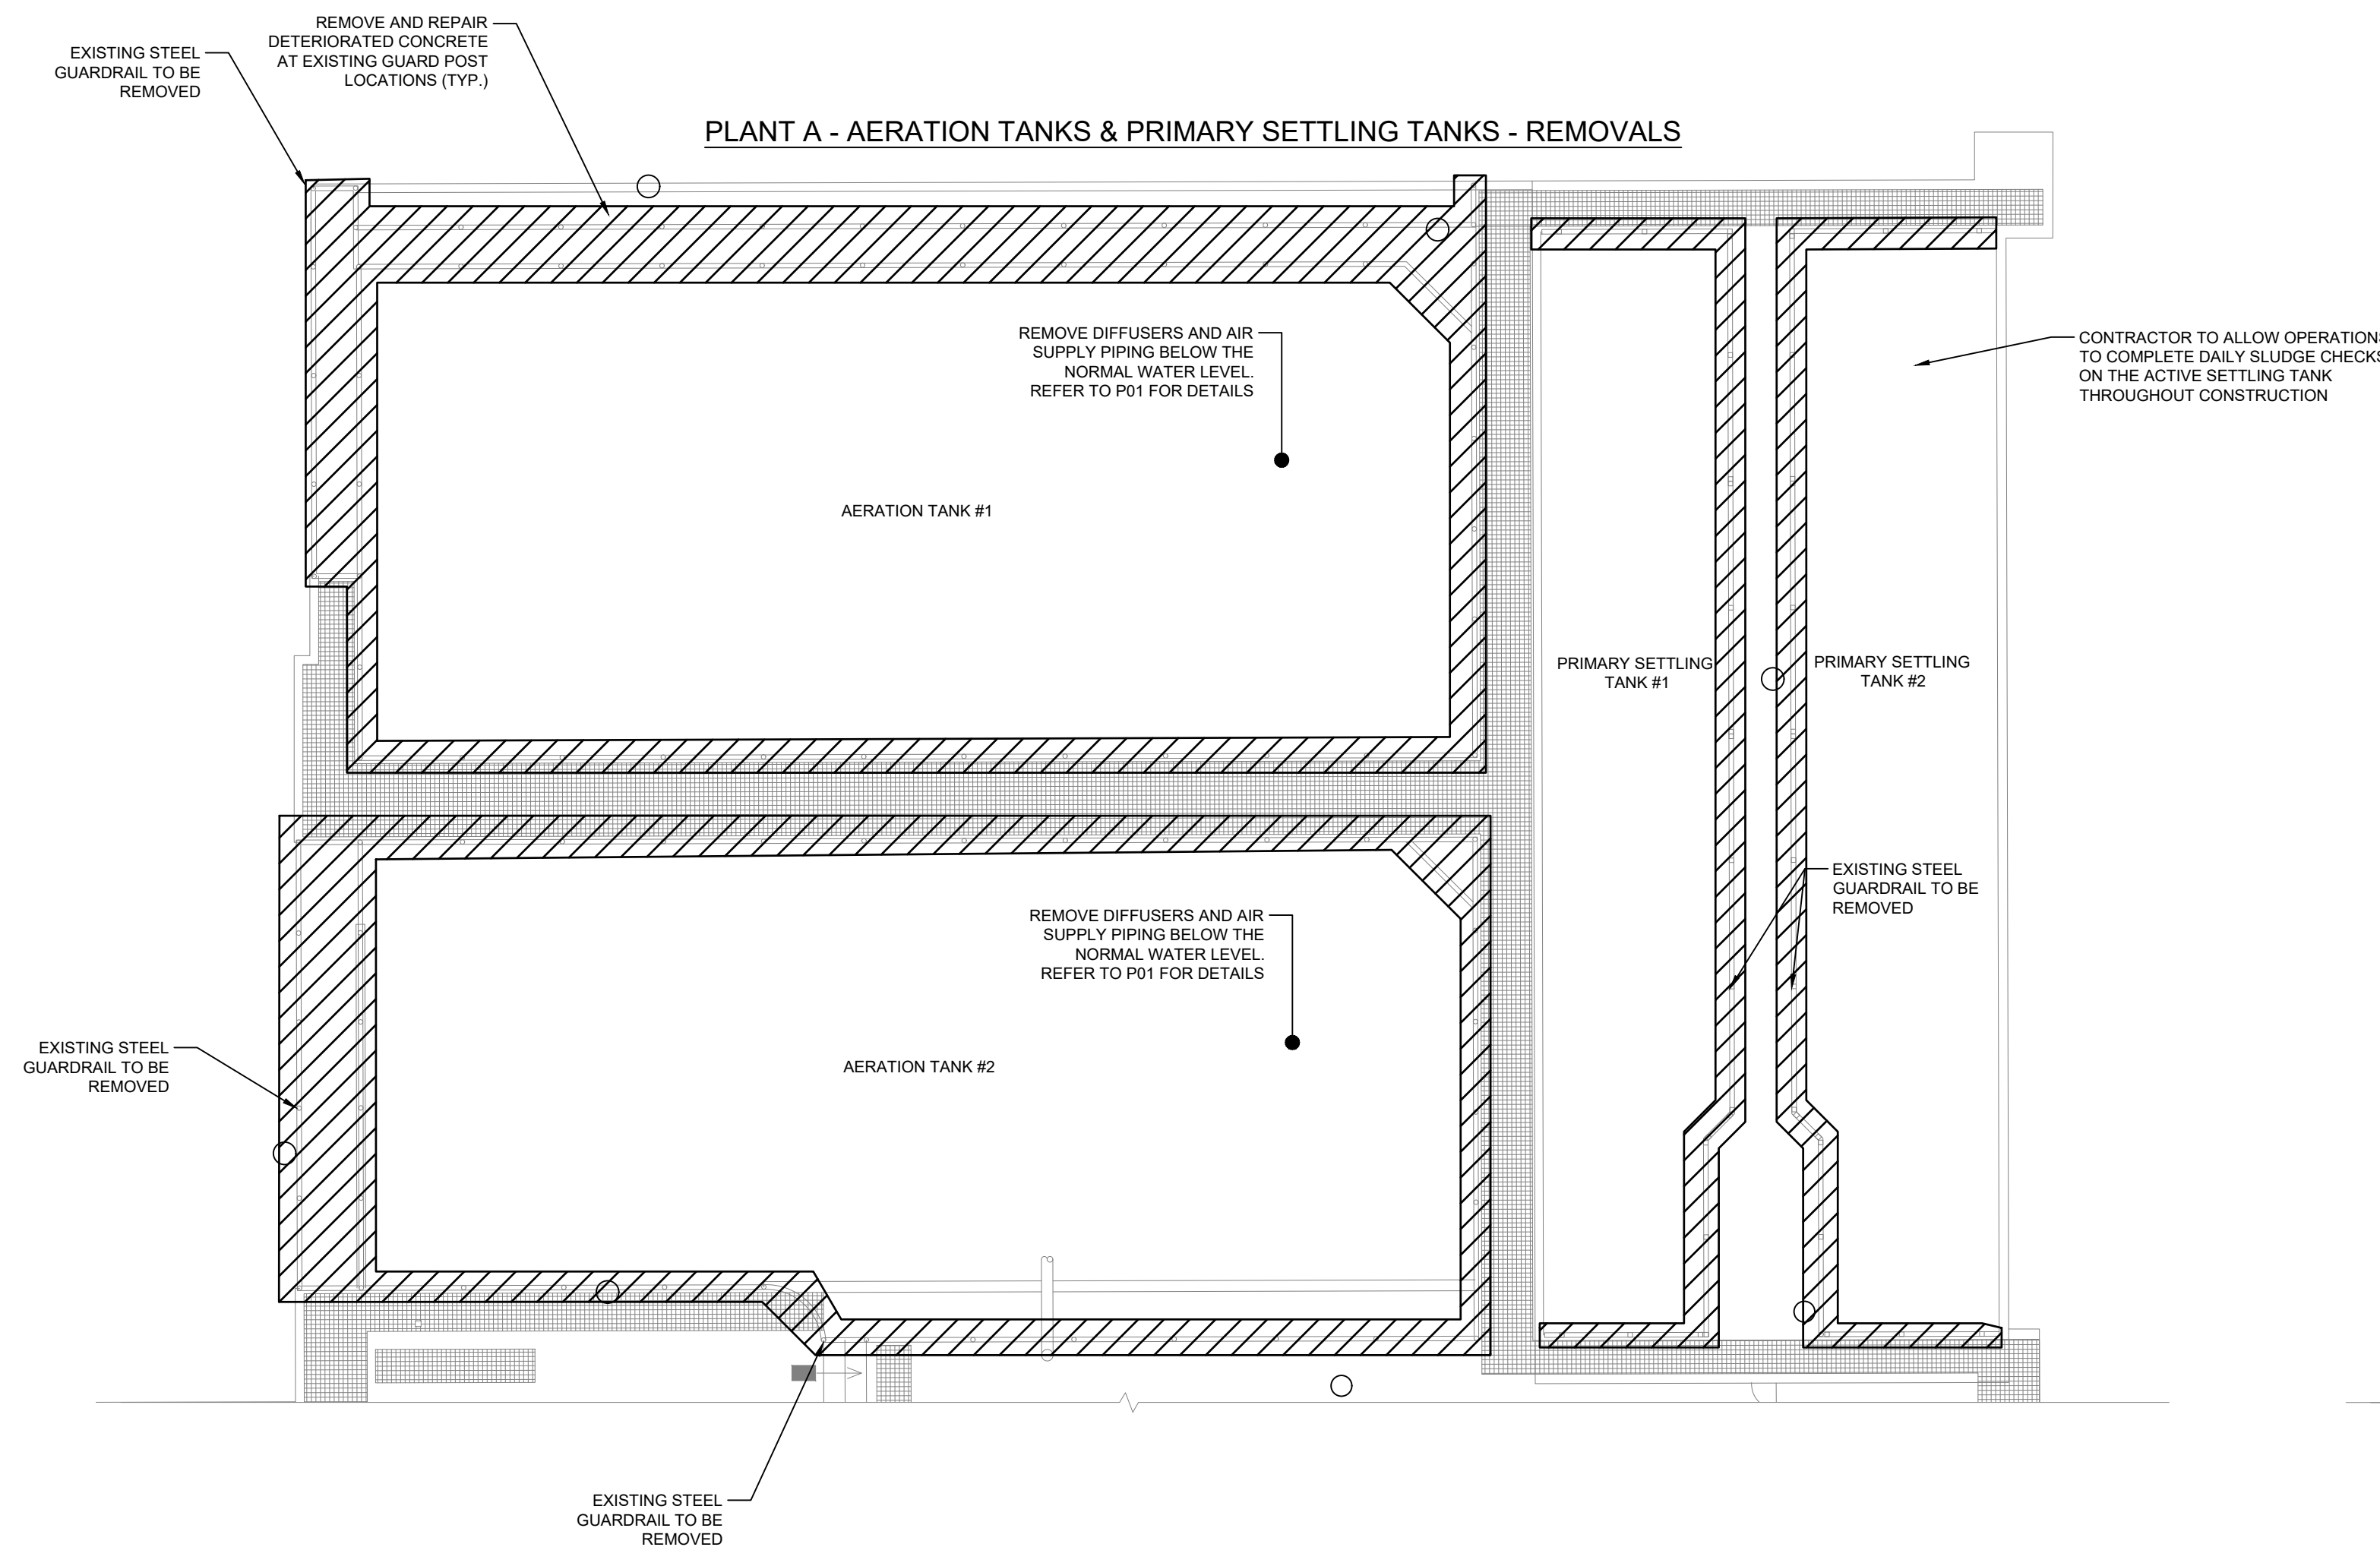 REMOVE AND REPAIR
DETERIORATED CONCRETE
AT EXISTING GUARD POST
LOCATIONS (TYP.)
EXISTING STEEL
GUARDRAIL TO BE
REMOVED
PLANT A - AERATION TANKS & PRIMARY SETTLING TANKS - REMOVALS
REMOVE DIFFUSERS AND AIR
SUPPLY PIPING BELOW THE
NORMAL WATER LEVEL.
REFER TO P01 FOR DETAILS
CONTRACTOR TO ALLOW OPERATIONS
TO COMPLETE DAILY SLUDGE CHECKS
ON THE ACTIVE SETTLING TANK
THROUGHOUT CONSTRUCTION
AERATION TANK #1
PRIMARY SETTLING
TANK #1
PRIMARY SETTLING
TANK #2
EXISTING STEEL
GUARDRAIL TO BE
REMOVED
REMOVE DIFFUSERS AND AIR
SUPPLY PIPING BELOW THE
NORMAL WATER LEVEL.
REFER TO P01 FOR DETAILS
EXISTING STEEL
GUARDRAIL TO BE
REMOVED
AERATION TANK #2
EXISTING STEEL
GUARDRAIL TO BE
REMOVED